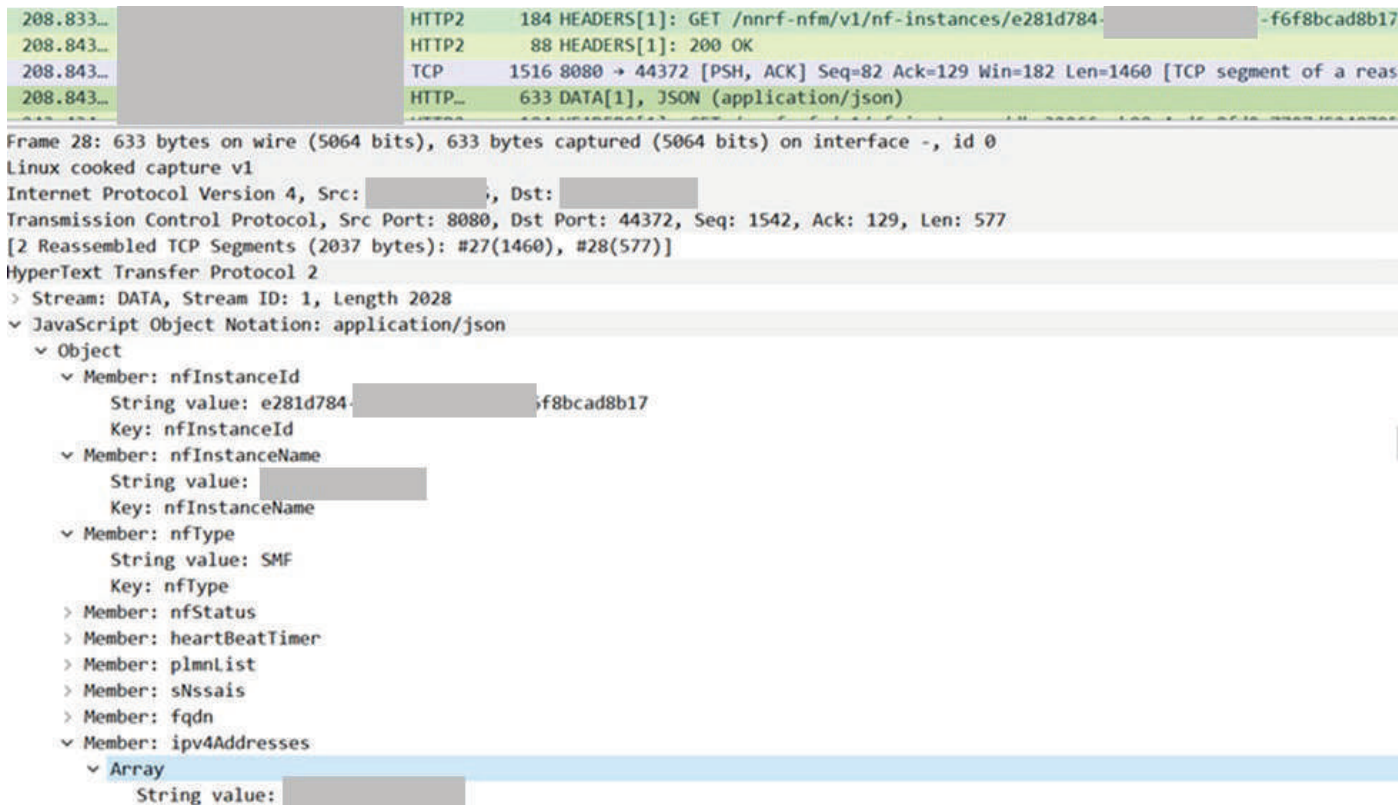 208.833… HTTP2 184 HEADERS[1]: GET /nnrf-nfm/v1/nf-instances/e281d784- -f6f8bcad8b17
208.843… HTTP2 88 HEADERS[1]: 200 OK
208.843… TCP 1516 8080 → 44372 [PSH, ACK] Seq=82 Ack=129 Win=182 Len=1460 [TCP segment of a reas
208.843… HTTP… 633 DATA[1], JSON (application/json)
Frame 28: 633 bytes on wire (5064 bits), 633 bytes captured (5064 bits) on interface -, id 0
Linux cooked capture v1
Internet Protocol Version 4, Src: , Dst:
Transmission Control Protocol, Src Port: 8080, Dst Port: 44372, Seq: 1542, Ack: 129, Len: 577
[2 Reassembled TCP Segments (2037 bytes): #27(1460), #28(577)]
HyperText Transfer Protocol 2
Stream: DATA, Stream ID: 1, Length 2028
JavaScript Object Notation: application/json
Object
Member: nfInstanceId
String value: e281d784- f8bcad8b17
Key: nfInstanceId
Member: nfInstanceName
String value:
Key: nfInstanceName
Member: nfType
String value: SMF
Key: nfType
Member: nfStatus
Member: heartBeatTimer
Member: plmnList
Member: sNssais
Member: fqdn
Member: ipv4Addresses
Array
String value: